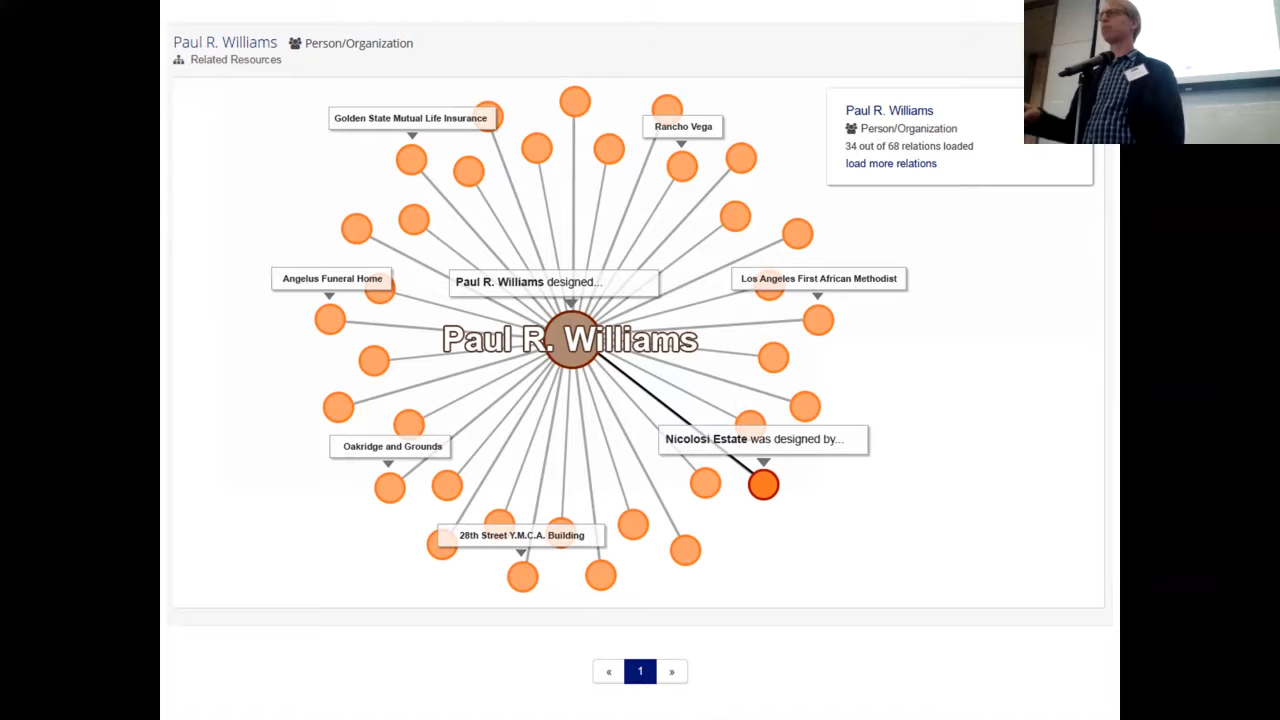 Paul R. Williams Person/Organization
Related Resources
Paul R. Williams
Person/Organization
34 out of 68 relations loaded
load more relations
Golden State Mutual Life Insurance
Rancho Vega
Angelus Funeral Home
Paul R. Williams designed...
Los Angeles First African Methodist
Paul R. Williams
Nicolosi Estate was designed by...
Oakridge and Grounds
28th Street Y.M.C.A. Building
« 1 »